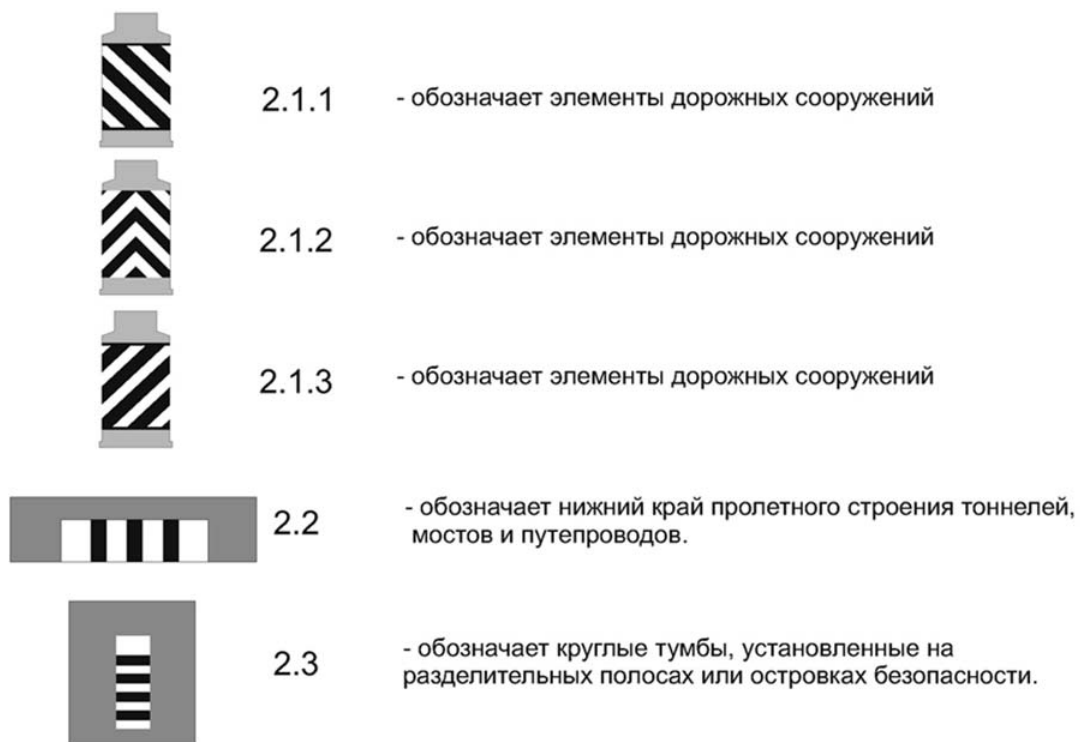 2.1.1 - обозначает элементы дорожных сооружений
2.1.2 - обозначает элементы дорожных сооружений
2.1.3 - обозначает элементы дорожных сооружений
2.2 - обозначает нижний край пролетного строения тоннелей,
мостов и путепроводов.
2.3 - обозначает круглые тумбы, установленные на
разделительных полосах или островках безопасности.